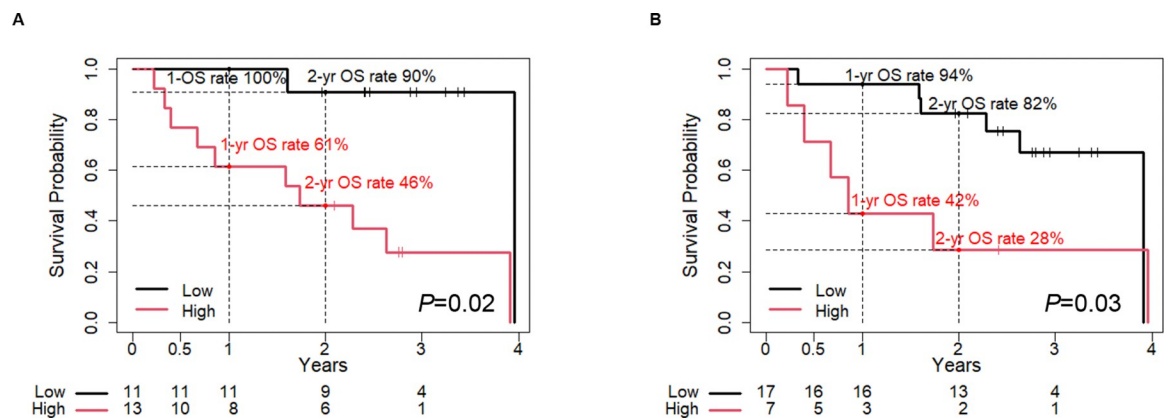 A
Survival Probability
1.0
0.8
0.6
0.4
0.2
0.0
1-OS rate 100%
2-yr OS rate 90%
1-yr OS rate 61%
2-yr OS rate 46%
Low
High
P=0.02
0 0.5 1 2 3 4
Years
Low 11 11 11 9 4
High 13 10 8 6 1
B
Survival Probability
1.0
0.8
0.6
0.4
0.2
0.0
1-yr OS rate 94%
2-yr OS rate 82%
1-yr OS rate 42%
2-yr OS rate 28%
Low
High
P=0.03
0 0.5 1 2 3 4
Years
Low 17 16 16 13 4
High 7 5 3 2 1